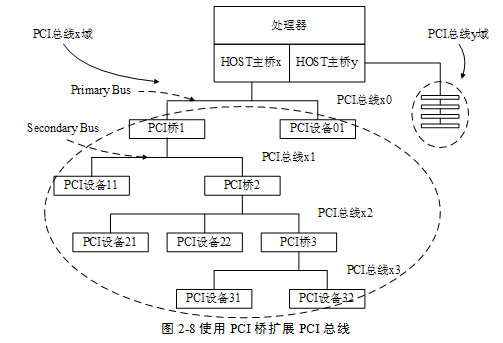 处理器
PCI总线x域
PCI总线y域
HOST主桥x
HOST主桥y
Primary Bus
PCI总线x0
Secondary Bus
PCI桥1
PCI设备01
PCI总线x1
PCI设备11
PCI桥2
PCI总线x2
PCI设备21
PCI设备22
PCI桥3
PCI总线x3
PCI设备31
PCI设备32
图 2-8 使用 PCI 桥扩展 PCI 总线